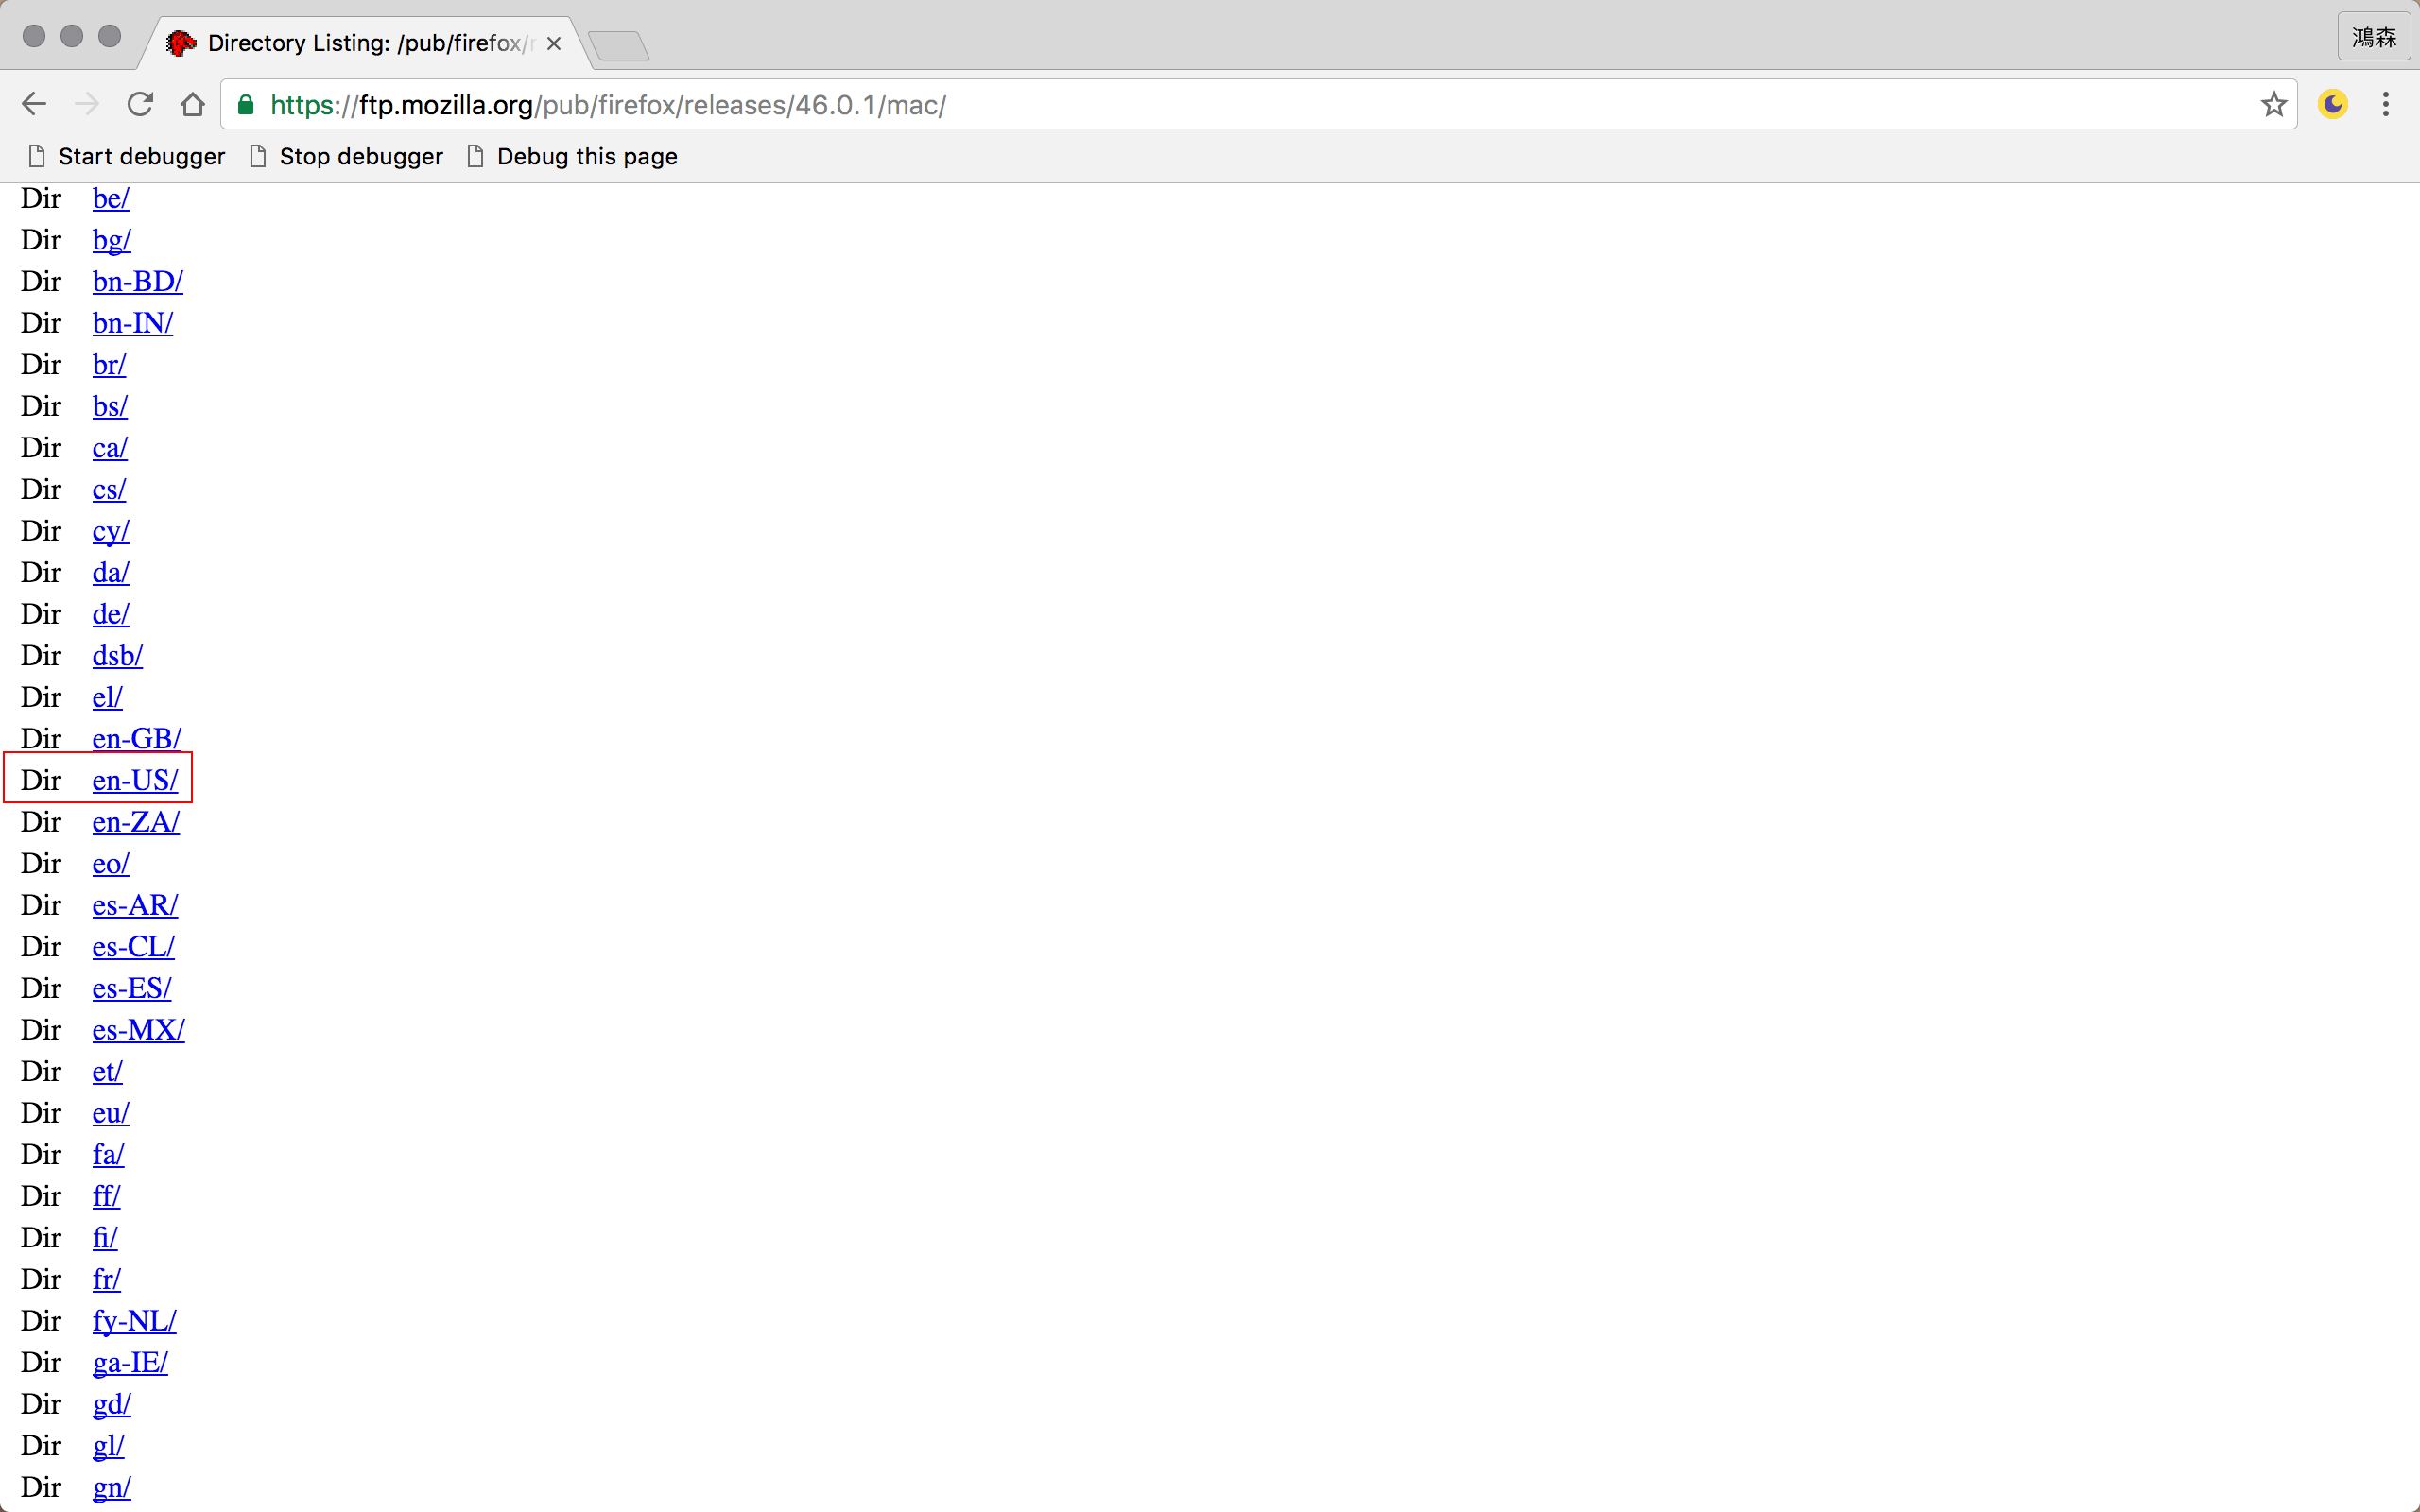 Directory Listing: /pub/firefox/r
鴻森
https://ftp.mozilla.org/pub/firefox/releases/46.0.1/mac/
Start debugger Stop debugger Debug this page
Dir be/
Dir bg/
Dir bn-BD/
Dir bn-IN/
Dir br/
Dir bs/
Dir ca/
Dir cs/
Dir cy/
Dir da/
Dir de/
Dir dsb/
Dir el/
Dir en-GB/
Dir en-US/
Dir en-ZA/
Dir eo/
Dir es-AR/
Dir es-CL/
Dir es-ES/
Dir es-MX/
Dir et/
Dir eu/
Dir fa/
Dir ff/
Dir fi/
Dir fr/
Dir fy-NL/
Dir ga-IE/
Dir gd/
Dir gl/
Dir gn/